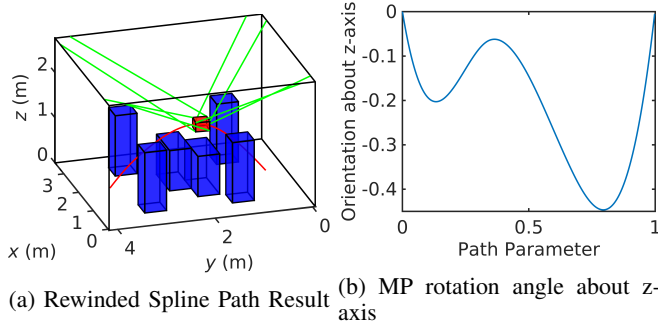 z (m)
2
1
0
3
2
1
0
x (m)
4
2
0
y (m)
(a) Rewinded Spline Path Result
Orientation about z-axis
0
-0.1
-0.2
-0.3
-0.4
0
0.5
1
Path Parameter
(b) MP rotation angle about z-
axis